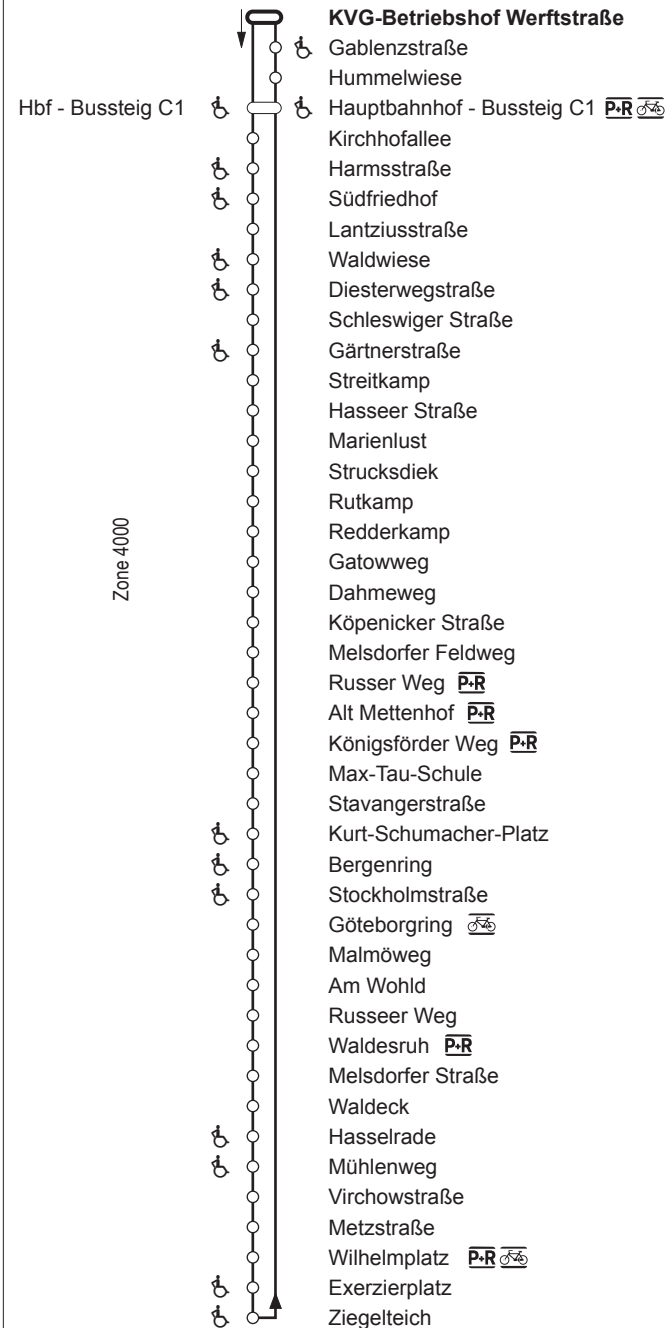 KVG-Betriebshof Werftstraße
Gablenzstraße
Hummelwiese
Hbf - Bussteig C1 Hauptbahnhof - Bussteig C1 P+R
Kirchhofallee
Harmsstraße
Südfriedhof
Lantziusstraße
Waldwiese
Diesterwegstraße
Schleswiger Straße
Gärtnerstraße
Streitkamp
Hasseer Straße
Marienlust
Strucksdiek
Rutkamp
Redderkamp
Gatowweg
Dahmeweg
Köpenicker Straße
Melsdorfer Feldweg
Russer Weg P+R
Alt Mettenhof P+R
Königsförder Weg P+R
Max-Tau-Schule
Stavangerstraße
Kurt-Schumacher-Platz
Bergenring
Stockholmstraße
Göteborgring
Malmöweg
Am Wohld
Russeer Weg
Waldesruh P+R
Melsdorfer Straße
Waldeck
Hasselrade
Mühlenweg
Virchowstraße
Metzstraße
Wilhelmplatz P+R
Exerzierplatz
Ziegelteich
Zone 4000